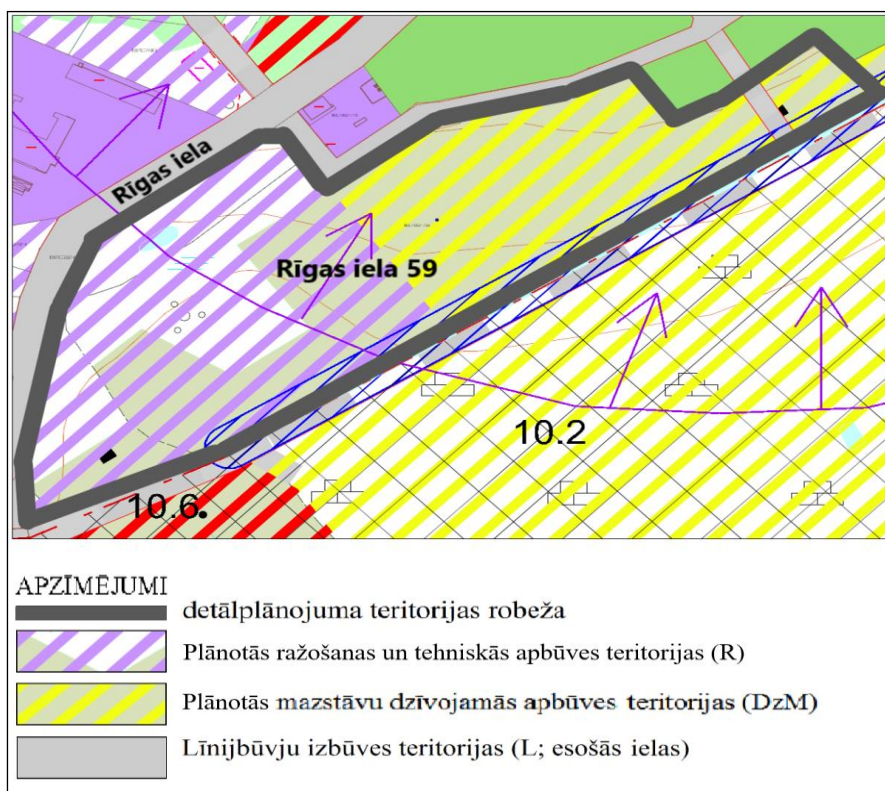 Rīgas iela
Rīgas iela 59
10.2
10.6
APZĪMĒJUMI
detālplānojuma teritorijas robeža
Plānotās ražošanas un tehniskās apbūves teritorijas (R)
Plānotās mazstāvu dzīvojamās apbūves teritorijas (DzM)
Līnijbūvju izbūves teritorijas (L; esošās ielas)